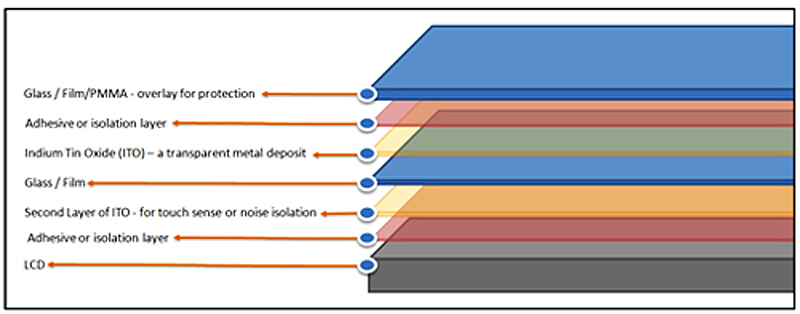 Glass / Film/PMMA - overlay for protection
Adhesive or isolation layer
Indium Tin Oxide (ITO) – a transparent metal deposit
Glass / Film
Second Layer of ITO - for touch sense or noise isolation
Adhesive or isolation layer
LCD